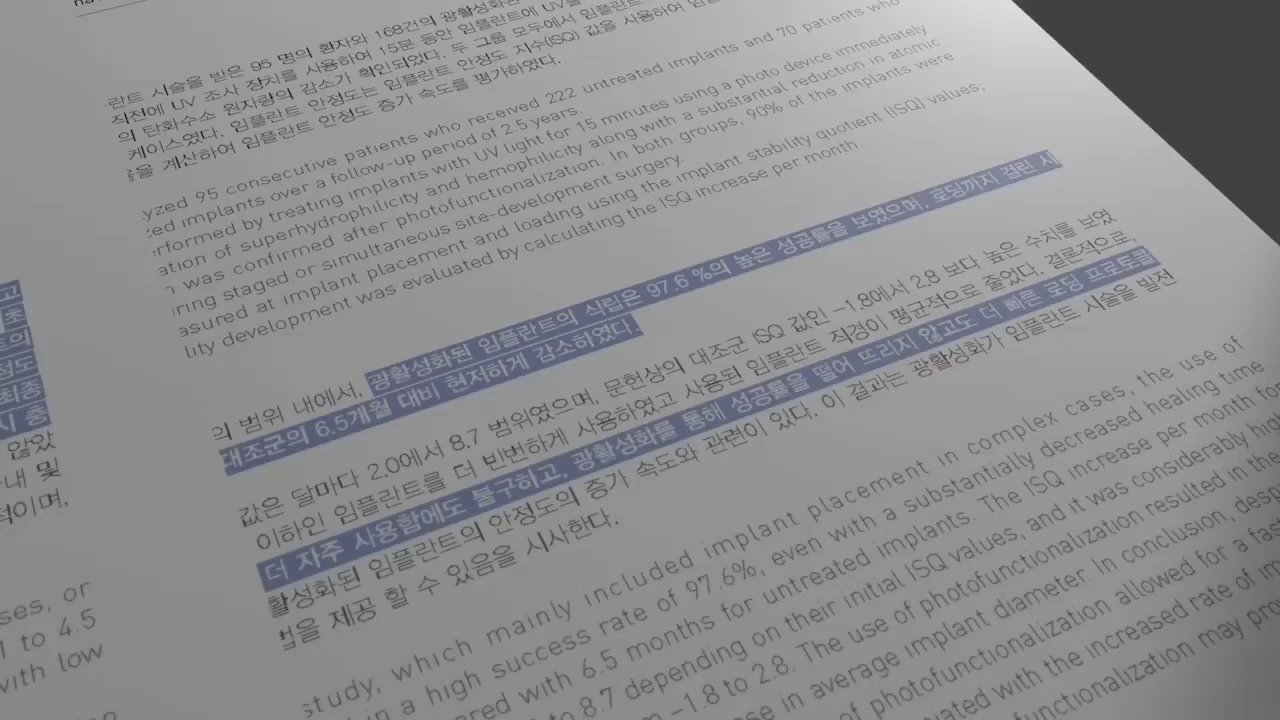 란트 시술을 받은 95 명의 환자와 168건의 광활성화된
직전에 UV 조사 장치를 사용하여 15분 동안 임플란트에 UV를
의 탄화수소 원자량의 감소가 확인되었다. 두 그룹 모두에서 임플란트
케이스였다. 임플란트 안정도는 임플란트 안정도 지수(ISQ) 값을 사용하여
을 계산하여 임플란트 안정도 증가 속도를 평가하였다.
yzed 95 consecutive patients who received 222 untreated implants and 70 patients who
ed implants over a follow-up period of 2.5 years.
rformed by treating implants with UV light for 15 minutes using a photo device immediately
ation of superhydrophilicity and hemophilicity along with a substantial reduction in atomic
was confirmed after photofunctionalization. In both groups, 90% of the implants were
ring staged or simultaneous site-development surgery.
asured at implant placement and loading using the implant stability quotient (ISQ) values,
lity development was evaluated by calculating the ISQ increase per month.
의 범위 내에서, 광활성화된 임플란트의 식립은 97.6 %의 높은 성공률을 보였으며, 로딩까지 걸린 시
대조군의 6.5개월 대비 현저하게 감소하였다.
값은 달마다 2.0에서 8.7 범위였으며, 문헌상의 대조군 ISQ 값인 –1.8에서 2.8 보다 높은 수치를 보였
이하인 임플란트를 더 빈번하게 사용하였고 사용된 임플란트 직경이 평균적으로 줄었다. 결론적으로,
더 자주 사용함에도 불구하고, 광활성화를 통해 성공률을 떨어 뜨리지 않고도 더 빠른 로딩 프로토콜
활성화된 임플란트의 안정도의 증가 속도와 관련이 있다. 이 결과는 광활성화가 임플란트 시술을 발전
법을 제공 할 수 있음을 시사한다.
study, which mainly included implant placement in complex cases, the use of
in a high success rate of 97.6%, even with a substantially decreased healing time
ared with 6.5 months for untreated implants. The ISQ increase per month for
to 8.7 depending on their initial ISQ values, and it was considerably
–1.8 to 2.8. The use of photofunctionalization resulted in the
se in average implant diameter. In conclusion,
of photofunctionalization allowed for a
iated with the increased rate of
functionalization may
고
초
트의
정도
최종
시 중
않았
내 및
적이며,
ses, or
1 to 4.5
with low